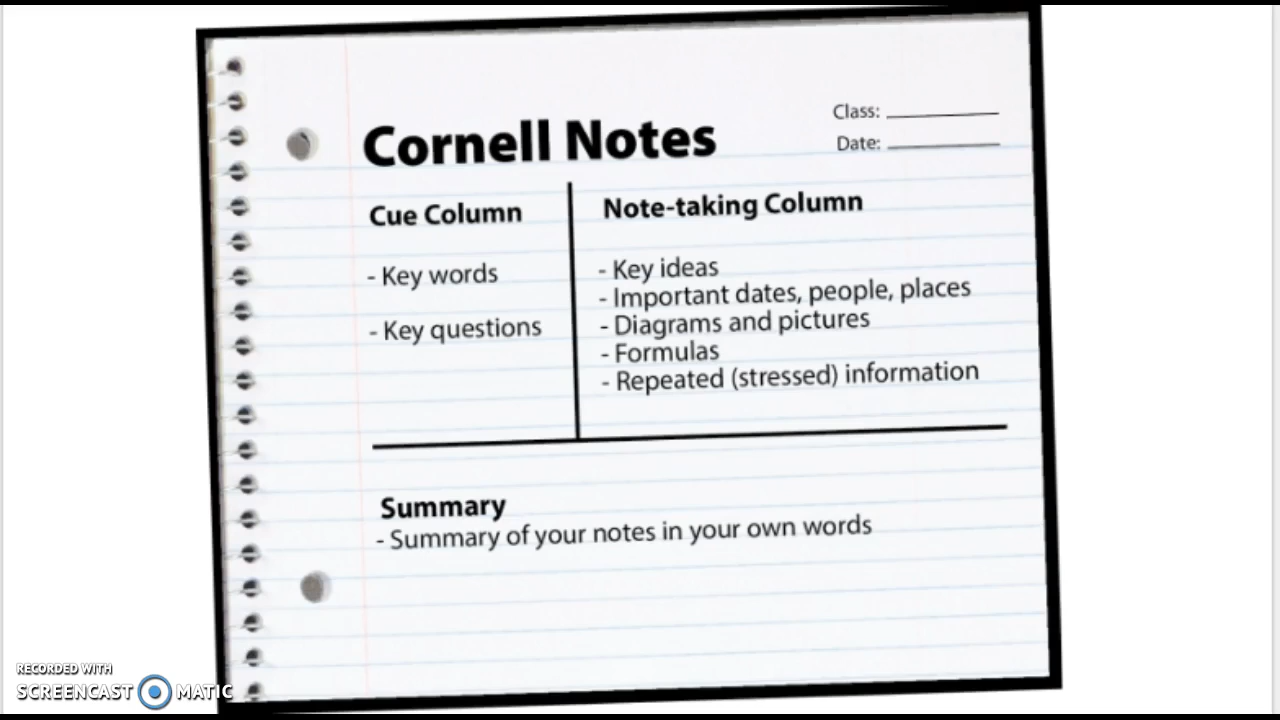 Class: ___________
Date: ___________
Cornell Notes
Cue Column
- Key words
- Key questions
Note-taking Column
- Key ideas
- Important dates, people, places
- Diagrams and pictures
- Formulas
- Repeated (stressed) information
Summary
- Summary of your notes in your own words
RECORDED WITH
SCREENCAST MATIC